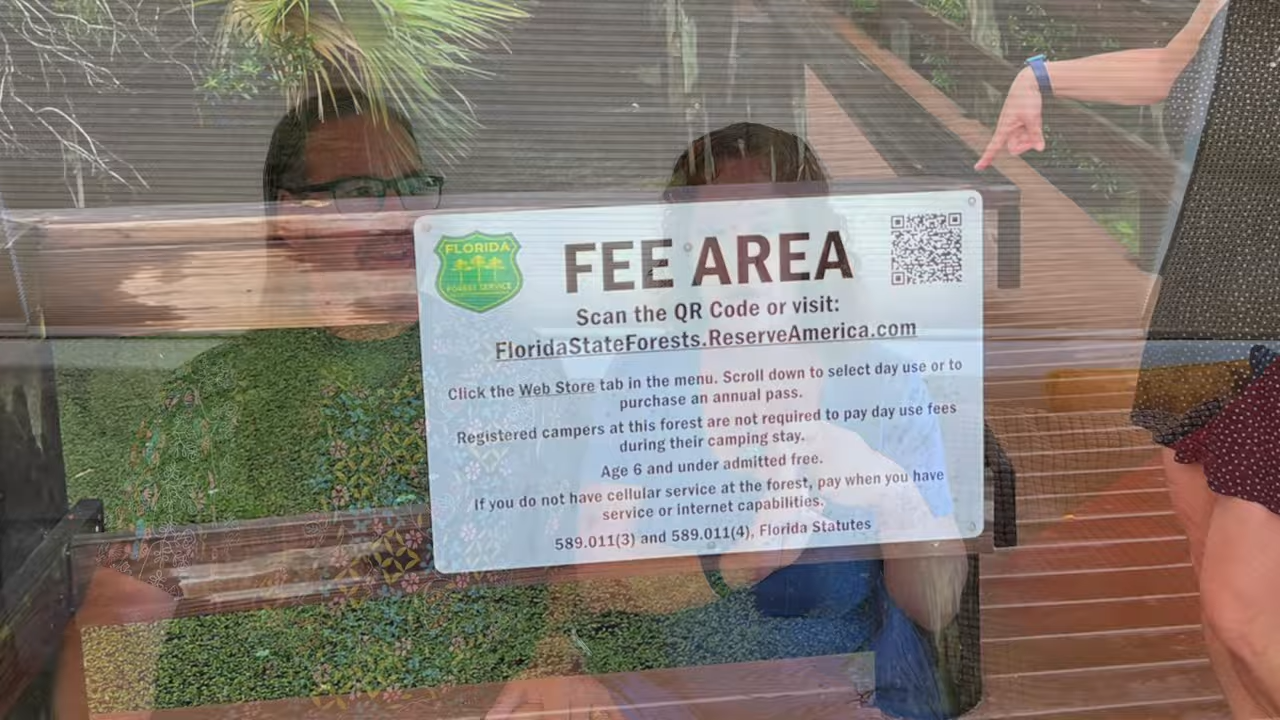 FLORIDA
FOREST SERVICE
FEE AREA
Scan the QR Code or visit:
FloridaStateForests.ReserveAmerica.com
Click the Web Store tab in the menu. Scroll down to select day use or to
purchase an annual pass.
Registered campers at this forest are not required to pay day use fees
during their camping stay.
Age 6 and under admitted free.
If you do not have cellular service at the forest, pay when you have
service or internet capabilities.
589.011(3) and 589.011(4), Florida Statutes